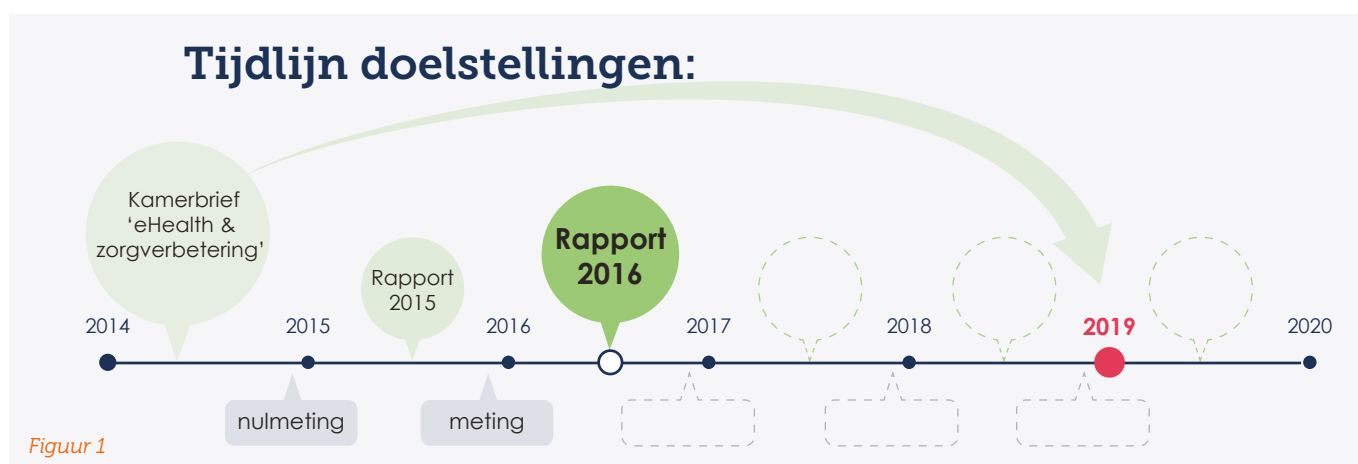 Tijdlijn doelstellingen:
Kamerbrief
‘eHealth &
zorgverbetering’
Rapport
2015
Rapport
2016
2014
2015
2016
2017
2018
2019
2020
nulmeting
meting
Figuur 1